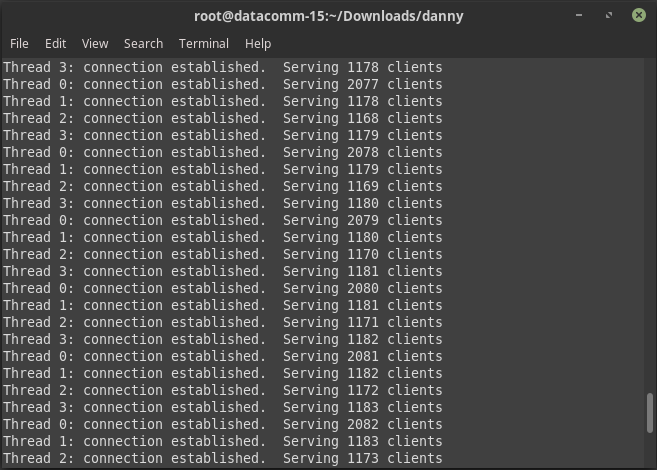 root@datacomm-15:~/Downloads/danny
File Edit View Search Terminal Help
Thread 3: connection established.  Serving 1178 clients
Thread 0: connection established.  Serving 2077 clients
Thread 1: connection established.  Serving 1178 clients
Thread 2: connection established.  Serving 1168 clients
Thread 3: connection established.  Serving 1179 clients
Thread 0: connection established.  Serving 2078 clients
Thread 1: connection established.  Serving 1179 clients
Thread 2: connection established.  Serving 1169 clients
Thread 3: connection established.  Serving 1180 clients
Thread 0: connection established.  Serving 2079 clients
Thread 1: connection established.  Serving 1180 clients
Thread 2: connection established.  Serving 1170 clients
Thread 3: connection established.  Serving 1181 clients
Thread 0: connection established.  Serving 2080 clients
Thread 1: connection established.  Serving 1181 clients
Thread 2: connection established.  Serving 1171 clients
Thread 3: connection established.  Serving 1182 clients
Thread 0: connection established.  Serving 2081 clients
Thread 1: connection established.  Serving 1182 clients
Thread 2: connection established.  Serving 1172 clients
Thread 3: connection established.  Serving 1183 clients
Thread 0: connection established.  Serving 2082 clients
Thread 1: connection established.  Serving 1183 clients
Thread 2: connection established.  Serving 1173 clients